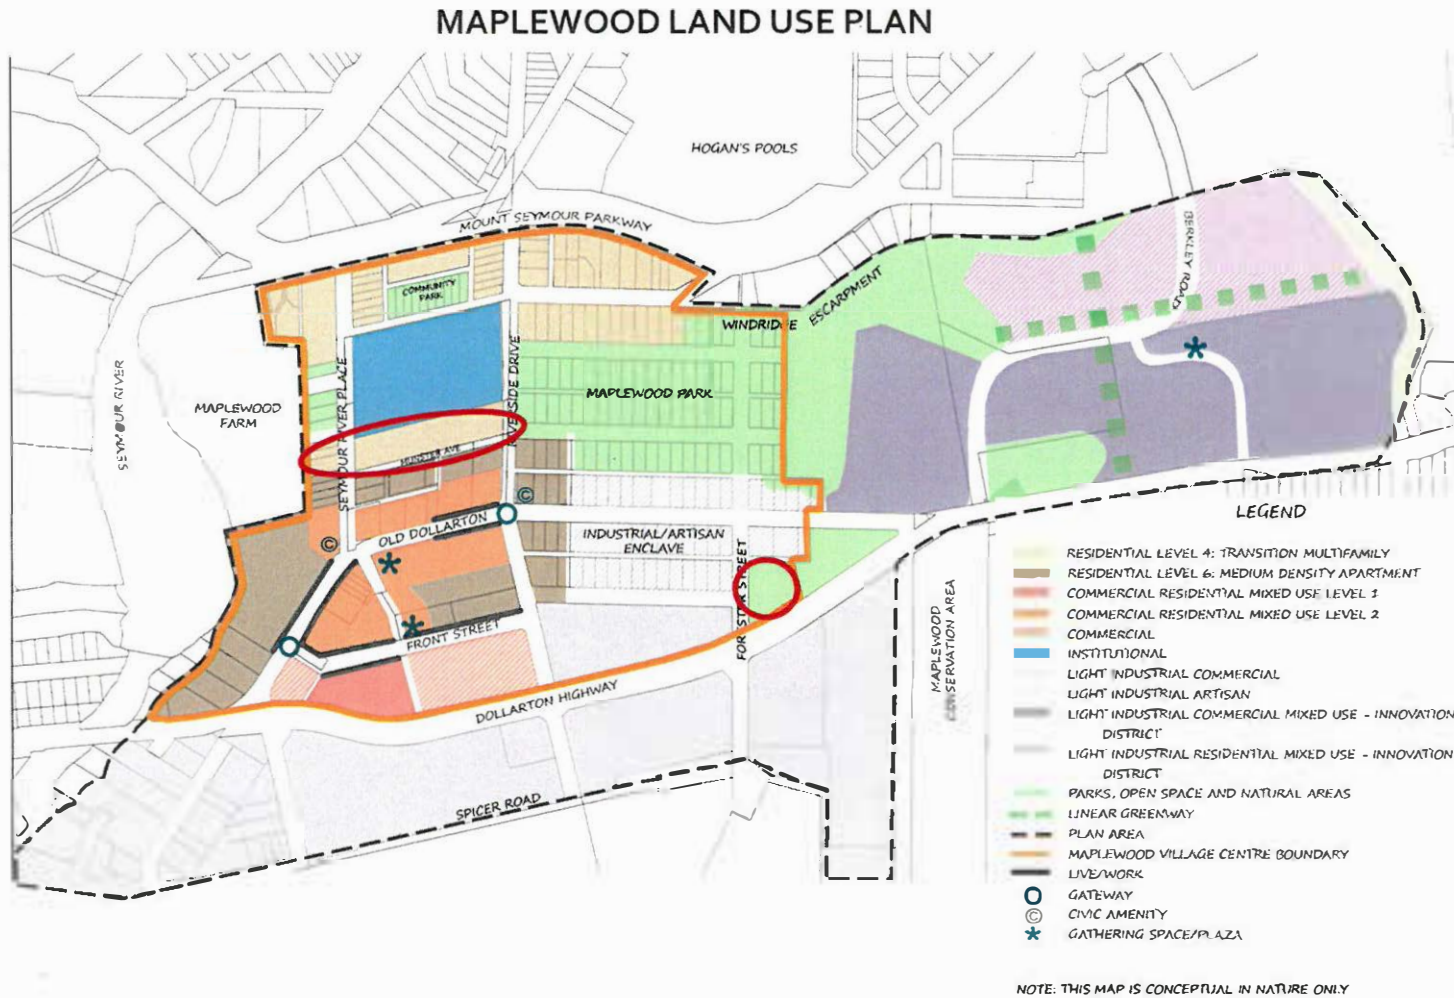 MAPLEWOOD LAND USE PLAN
HOGAN'S POOLS
MOUNT SEYMOUR PARKWAY
BERKLEY ROAD
ESCARPMENT
COMMUNITY
PARK
WINDRIDGE
SEYMOUR RIVER
SEYMOUR RIVER PLACE
RIVERSIDE DRIVE
MAPLEWOOD
FARM
MAPLEWOOD PARK
MUNSTER AVE
©
OLD DOLLARTON
©
INDUSTRIAL/ARTISAN
ENCLAVE
FORESTER STREET
MAPLEWOOD
CONSERVATION AREA
FRONT STREET
DOLLARTON HIGHWAY
SPICER ROAD
LEGEND
RESIDENTIAL LEVEL 4: TRANSITION MULTIFAMILY
RESIDENTIAL LEVEL 6: MEDIUM DENSITY APARTMENT
COMMERCIAL RESIDENTIAL MIXED USE LEVEL 1
COMMERCIAL RESIDENTIAL MIXED USE LEVEL 2
COMMERCIAL
INSTITUTIONAL
LIGHT INDUSTRIAL COMMERCIAL
LIGHT INDUSTRIAL ARTISAN
LIGHT INDUSTRIAL COMMERCIAL MIXED USE - INNOVATION
DISTRICT
LIGHT INDUSTRIAL RESIDENTIAL MIXED USE - INNOVATION
DISTRICT
PARKS, OPEN SPACE AND NATURAL AREAS
LINEAR GREENWAY
PLAN AREA
MAPLEWOOD VILLAGE CENTRE BOUNDARY
LIVE/WORK
GATEWAY
© CIVIC AMENITY
GATHERING SPACE/PLAZA
NOTE: THIS MAP IS CONCEPTUAL IN NATURE ONLY